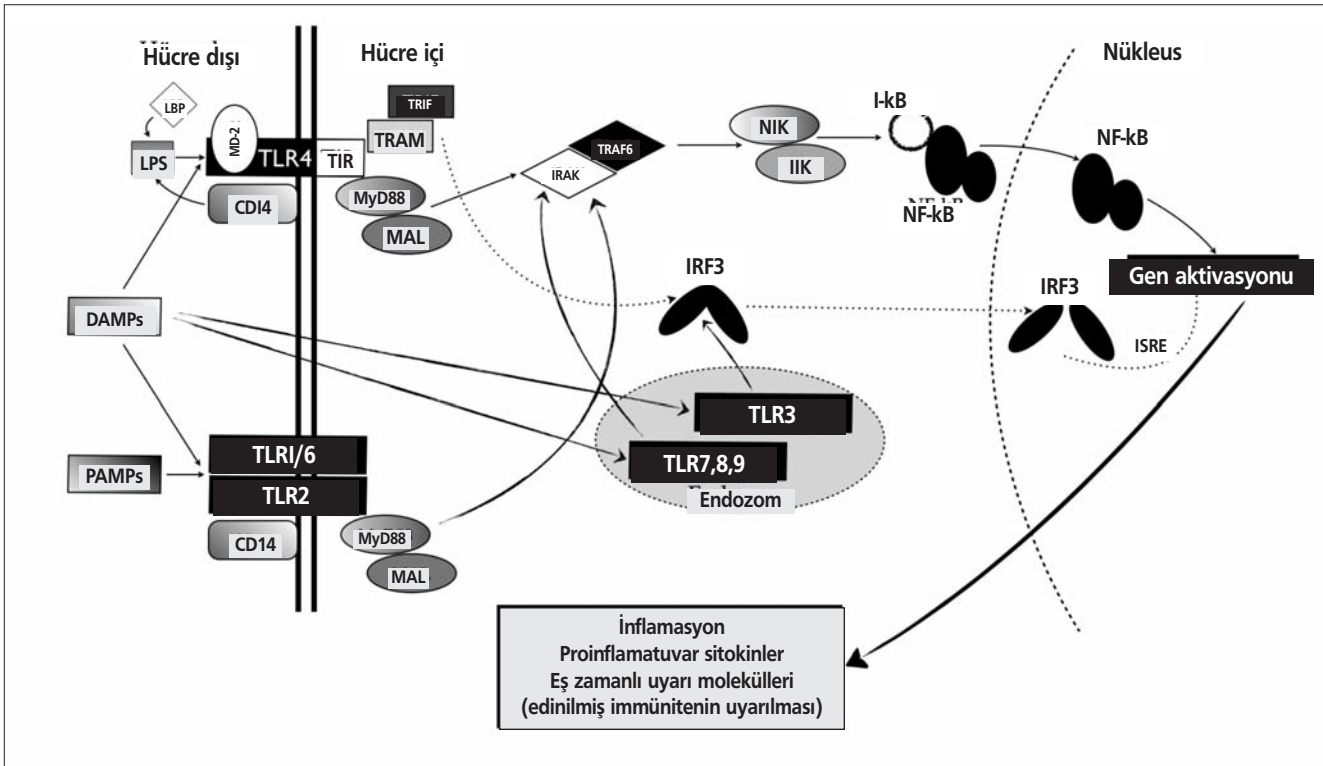 Hücre dışı
Hücre içi
Nükleus
LBP
LPS
MD-2
TLR4
TIR
TRIF
TRAM
CDI4
MyD88
MAL
IRAK
TRAF6
NIK
IIK
I-kB
NF-kB
NF-kB
Gen aktivasyonu
DAMPs
IRF3
IRF3
ISRE
TLR3
TLR7,8,9
Endozom
PAMPs
TLRI/6
TLR2
CD14
MyD88
MAL
İnflamasyon
Proinflamatuvar sitokinler
Eş zamanlı uyarı molekülleri
(edinilmiş immünitenin uyarılması)